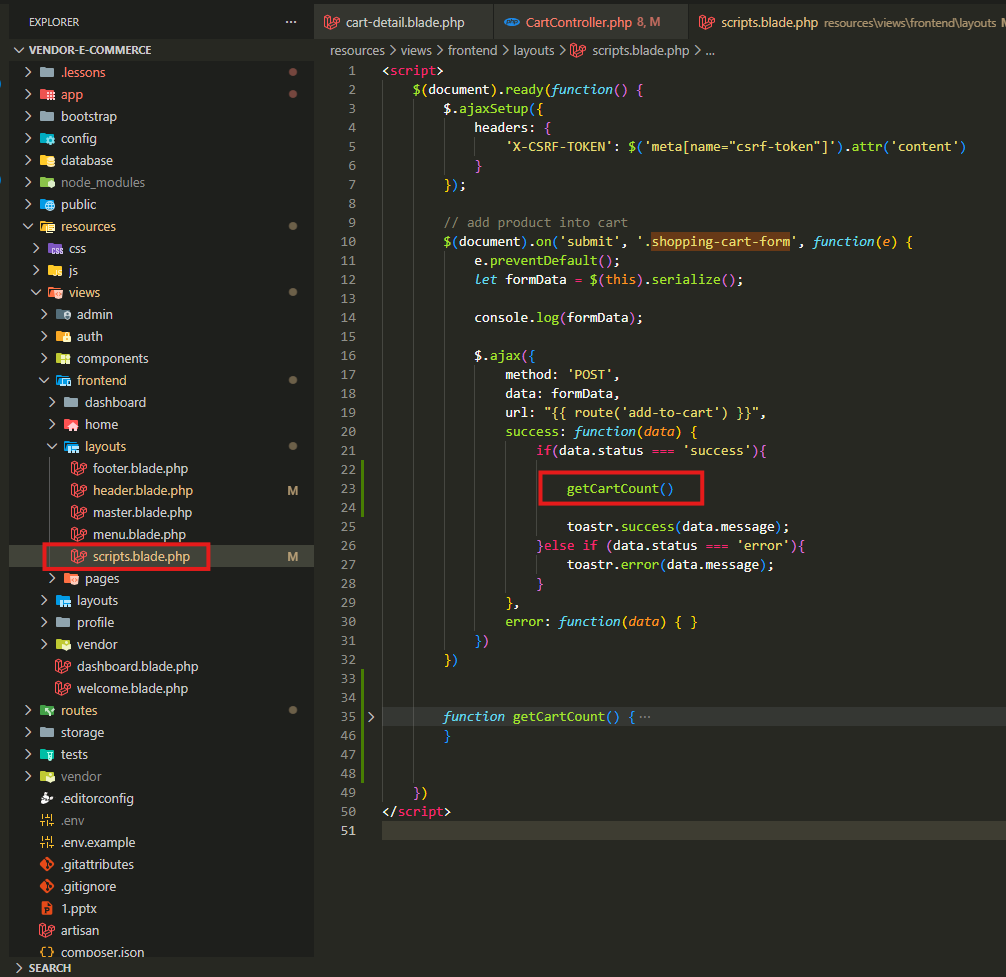 EXPLORER
...
VENDOR-E-COMMERCE
.lessons
app
bootstrap
config
database
node_modules
public
resources
css
js
views
admin
auth
components
frontend
dashboard
home
layouts
footer.blade.php
header.blade.php M
master.blade.php
menu.blade.php
scripts.blade.php M
pages
layouts
profile
vendor
dashboard.blade.php
welcome.blade.php
routes
storage
tests
vendor
.editorconfig
.env
.env.example
.gitattributes
.gitignore
1.pptx
artisan
composer.json
SEARCH
cart-detail.blade.php
CartController.php 8, M
scripts.blade.php resources\views\frontend\layouts M
resources > views > frontend > layouts > scripts.blade.php > ...
1 <script>
2 $(document).ready(function() {
3 $.ajaxSetup({
4 headers: {
5 'X-CSRF-TOKEN': $('meta[name="csrf-token"]').attr('content')
6 }
7 });
8
9 // add product into cart
10 $(document).on('submit', '.shopping-cart-form', function(e) {
11 e.preventDefault();
12 let formData = $(this).serialize();
13
14 console.log(formData);
15
16 $.ajax({
17 method: 'POST',
18 data: formData,
19 url: "{{ route('add-to-cart') }}",
20 success: function(data) {
21 if(data.status === 'success'){
22
23 getCartCount()
24
25 toastr.success(data.message);
26 }else if (data.status === 'error'){
27 toastr.error(data.message);
28 }
29 },
30 error: function(data) { }
31 })
32 })
33
34
35 function getCartCount() { ...
46 }
47
48
49 })
50 </script>
51